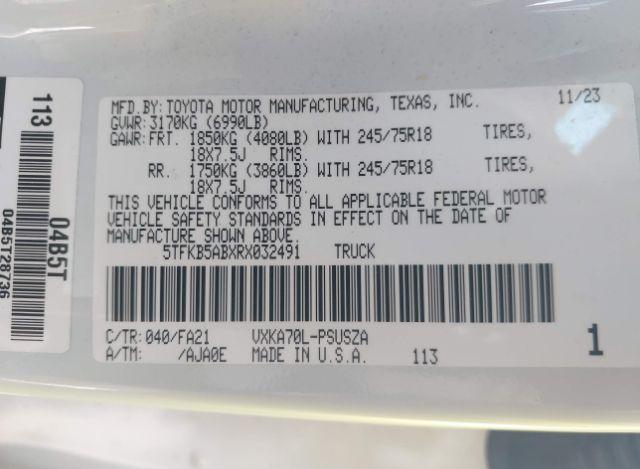 MFD.BY: TOYOTA MOTOR MANUFACTURING, TEXAS, INC. 11/23
GVWR: 3170KG (6990LB)
GAWR: FRT. 1850KG (4080LB) WITH 245/75R18 TIRES,
18X7.5J RIMS.
RR. 1750KG (3860LB) WITH 245/75R18 TIRES,
18X7.5J RIMS.
THIS VEHICLE CONFORMS TO ALL APPLICABLE FEDERAL MOTOR
VEHICLE SAFETY STANDARDS IN EFFECT ON THE DATE OF
MANUFACTURE SHOWN ABOVE.
5TFKB5ABXRX032491 TRUCK
C/TR: 040/FA21 VXKA70L-PSUSZA
A/TM: /AJA0E MADE IN U.S.A. 113
1
113
04B5T
04B5T28736